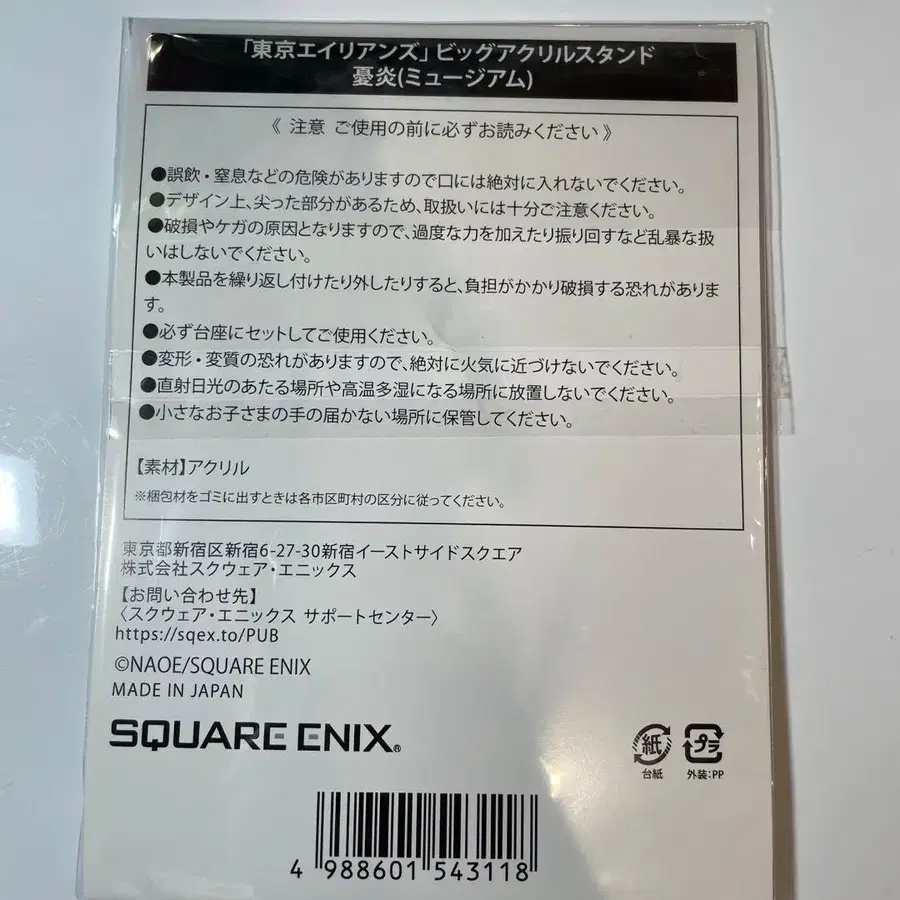 「東京エイリアンズ」ビッグアクリルスタンド
憂炎(ミュージアム)
《 注意 ご使用の前に必ずお読みください 》
●誤飲・窒息などの危険がありますので口には絶対に入れないでください。
●デザイン上、尖った部分があるため、取扱いには十分ご注意ください。
●破損やケガの原因となりますので、過度な力を加えたり振り回すなど乱暴な扱
いはしないでください。
●本製品を繰り返し付けたり外したりすると、負担がかかり破損する恐れがありま
す。
●必ず台座にセットしてご使用ください。
●変形・変質の恐れがありますので、絶対に火気に近づけないでください。
●直射日光のあたる場所や高温多湿になる場所に放置しないでください。
●小さなお子さまの手の届かない場所に保管してください。
【素材】アクリル
※梱包材をゴミに出すときは各市区町村の区分に従ってください。
東京都新宿区新宿6-27-30新宿イーストサイドスクエア
株式会社スクウェア・エニックス
【お問い合わせ先】
〈スクウェア・エニックス サポートセンター〉
https://sqex.to/PUB
©NAOE/SQUARE ENIX
MADE IN JAPAN
SQUARE ENIX®
紙 プラ
台紙 外装:PP
4 988601 543118